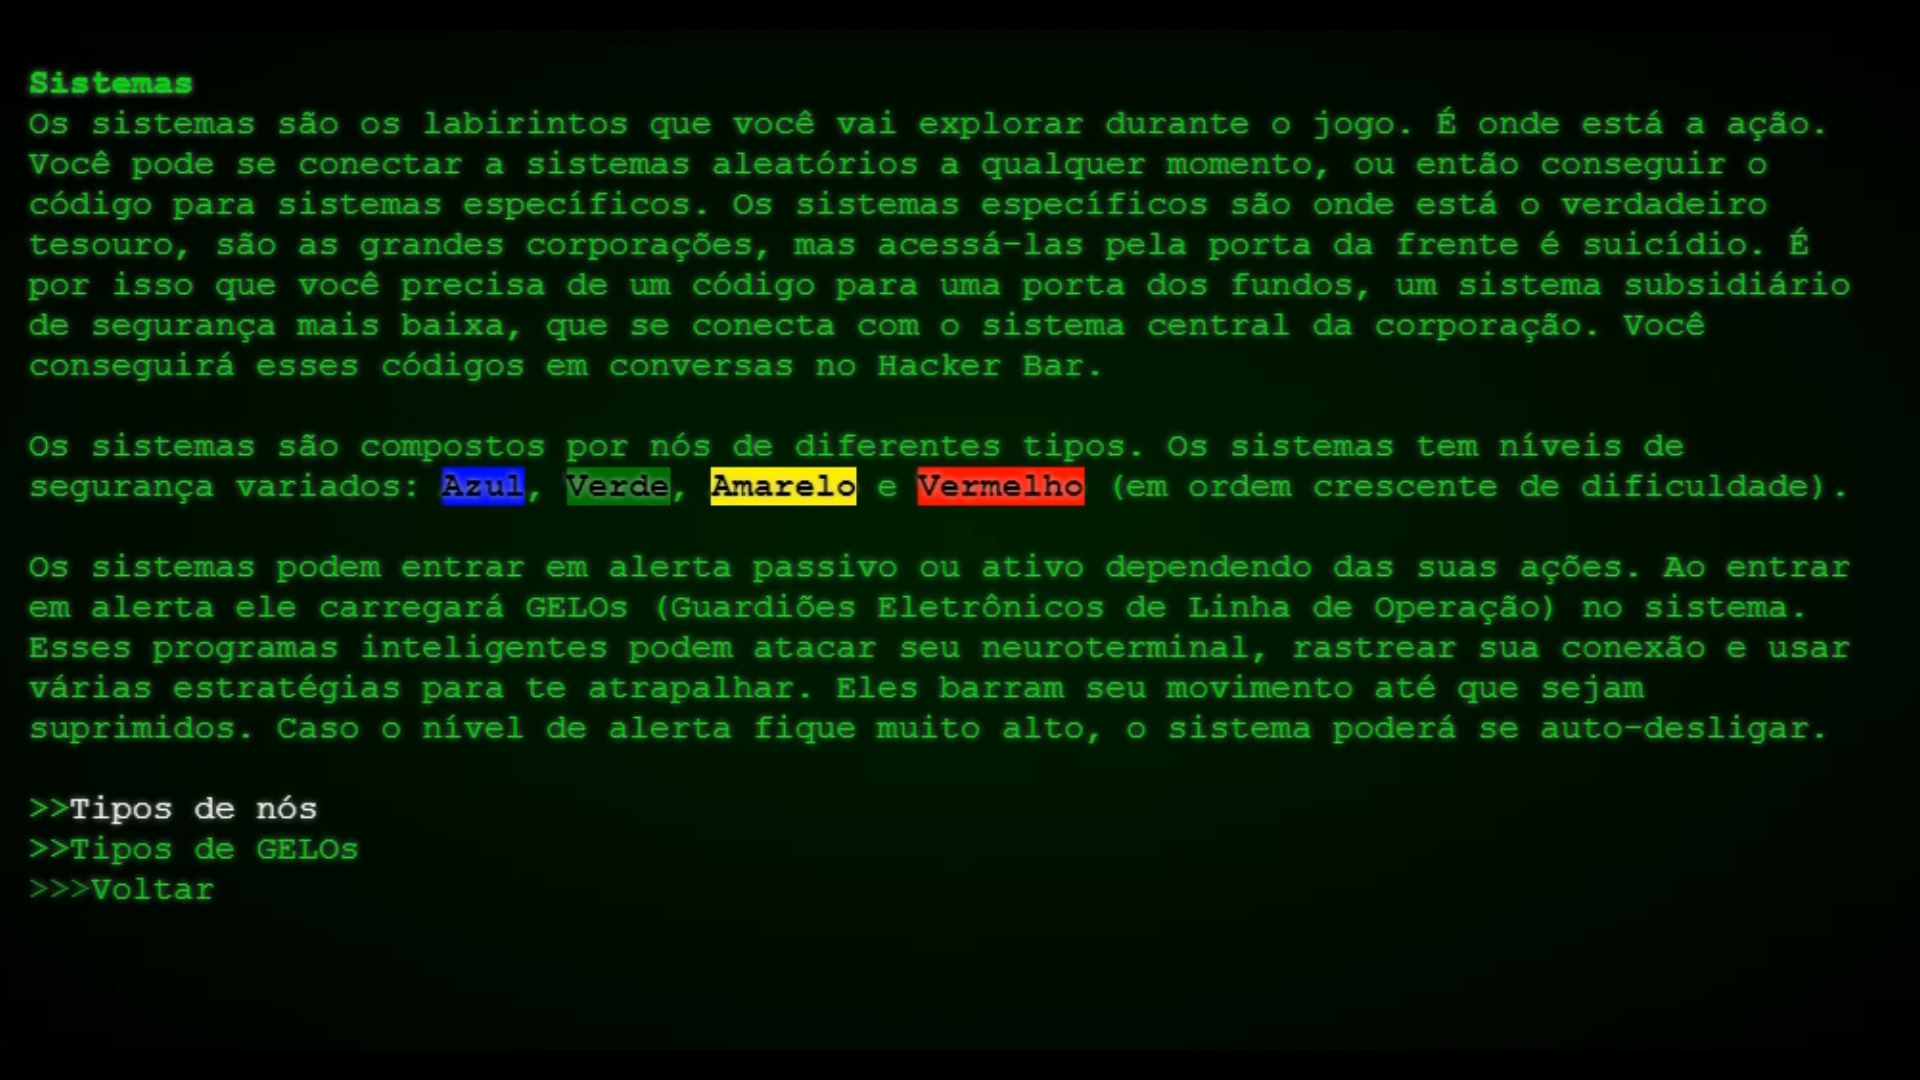 Sistemas
Os sistemas são os labirintos que você vai explorar durante o jogo. É onde está a ação.
Você pode se conectar a sistemas aleatórios a qualquer momento, ou então conseguir o
código para sistemas específicos. Os sistemas específicos são onde está o verdadeiro
tesouro, são as grandes corporações, mas acessá-las pela porta da frente é suicídio. É
por isso que você precisa de um código para uma porta dos fundos, um sistema subsidiário
de segurança mais baixa, que se conecta com o sistema central da corporação. Você
conseguirá esses códigos em conversas no Hacker Bar.
Os sistemas são compostos por nós de diferentes tipos. Os sistemas tem níveis de
segurança variados: Azul, Verde, Amarelo e Vermelho (em ordem crescente de dificuldade).
Os sistemas podem entrar em alerta passivo ou ativo dependendo das suas ações. Ao entrar
em alerta ele carregará GELOs (Guardiões Eletrônicos de Linha de Operação) no sistema.
Esses programas inteligentes podem atacar seu neuroterminal, rastrear sua conexão e usar
várias estratégias para te atrapalhar. Eles barram seu movimento até que sejam
suprimidos. Caso o nível de alerta fique muito alto, o sistema poderá se auto-desligar.
>>Tipos de nós
>>Tipos de GELOs
>>>Voltar